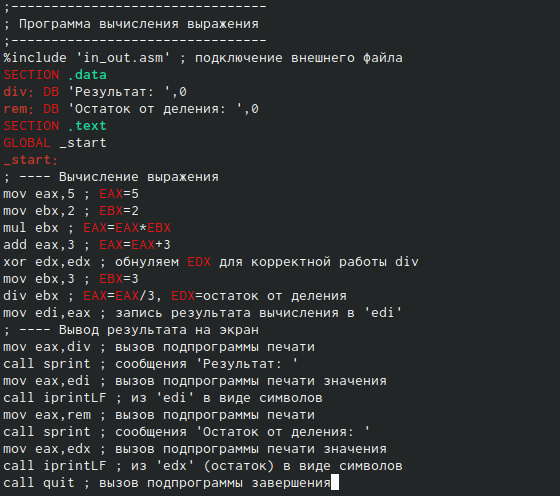 ;--------------------------------
; Программа вычисления выражения
;--------------------------------
%include 'in_out.asm' ; подключение внешнего файла
SECTION .data
div: DB 'Результат: ',0
rem: DB 'Остаток от деления: ',0
SECTION .text
GLOBAL _start
_start:
; ---- Вычисление выражения
mov eax,5 ; EAX=5
mov ebx,2 ; EBX=2
mul ebx ; EAX=EAX*EBX
add eax,3 ; EAX=EAX+3
xor edx,edx ; обнуляем EDX для корректной работы div
mov ebx,3 ; EBX=3
div ebx ; EAX=EAX/3, EDX=остаток от деления
mov edi,eax ; запись результата вычисления в 'edi'
; ---- Вывод результата на экран
mov eax,div ; вызов подпрограммы печати
call sprint ; сообщения 'Результат: '
mov eax,edi ; вызов подпрограммы печати значения
call iprintLF ; из 'edi' в виде символов
mov eax,rem ; вызов подпрограммы печати
call sprint ; сообщения 'Остаток от деления: '
mov eax,edx ; вызов подпрограммы печати значения
call iprintLF ; из 'edx' (остаток) в виде символов
call quit ; вызов подпрограммы завершения